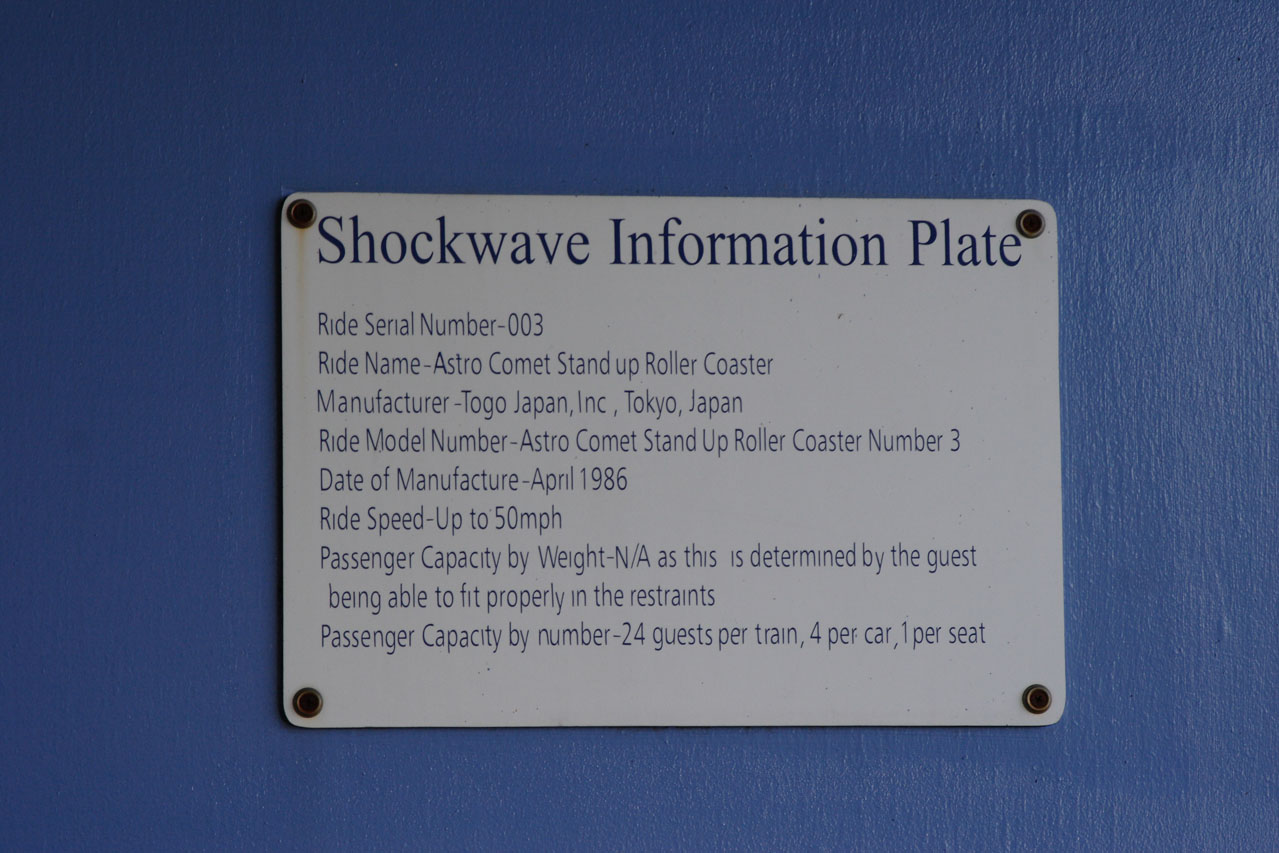 Shockwave Information Plate
Ride Serial Number-003
Ride Name-Astro Comet Stand up Roller Coaster
Manufacturer-Togo Japan, Inc , Tokyo, Japan
Ride Model Number-Astro Comet Stand Up Roller Coaster Number 3
Date of Manufacture-April 1986
Ride Speed-Up to 50mph
Passenger Capacity by Weight-N/A as this is determined by the guest
being able to fit properly in the restraints
Passenger Capacity by number-24 guests per train, 4 per car, 1 per seat